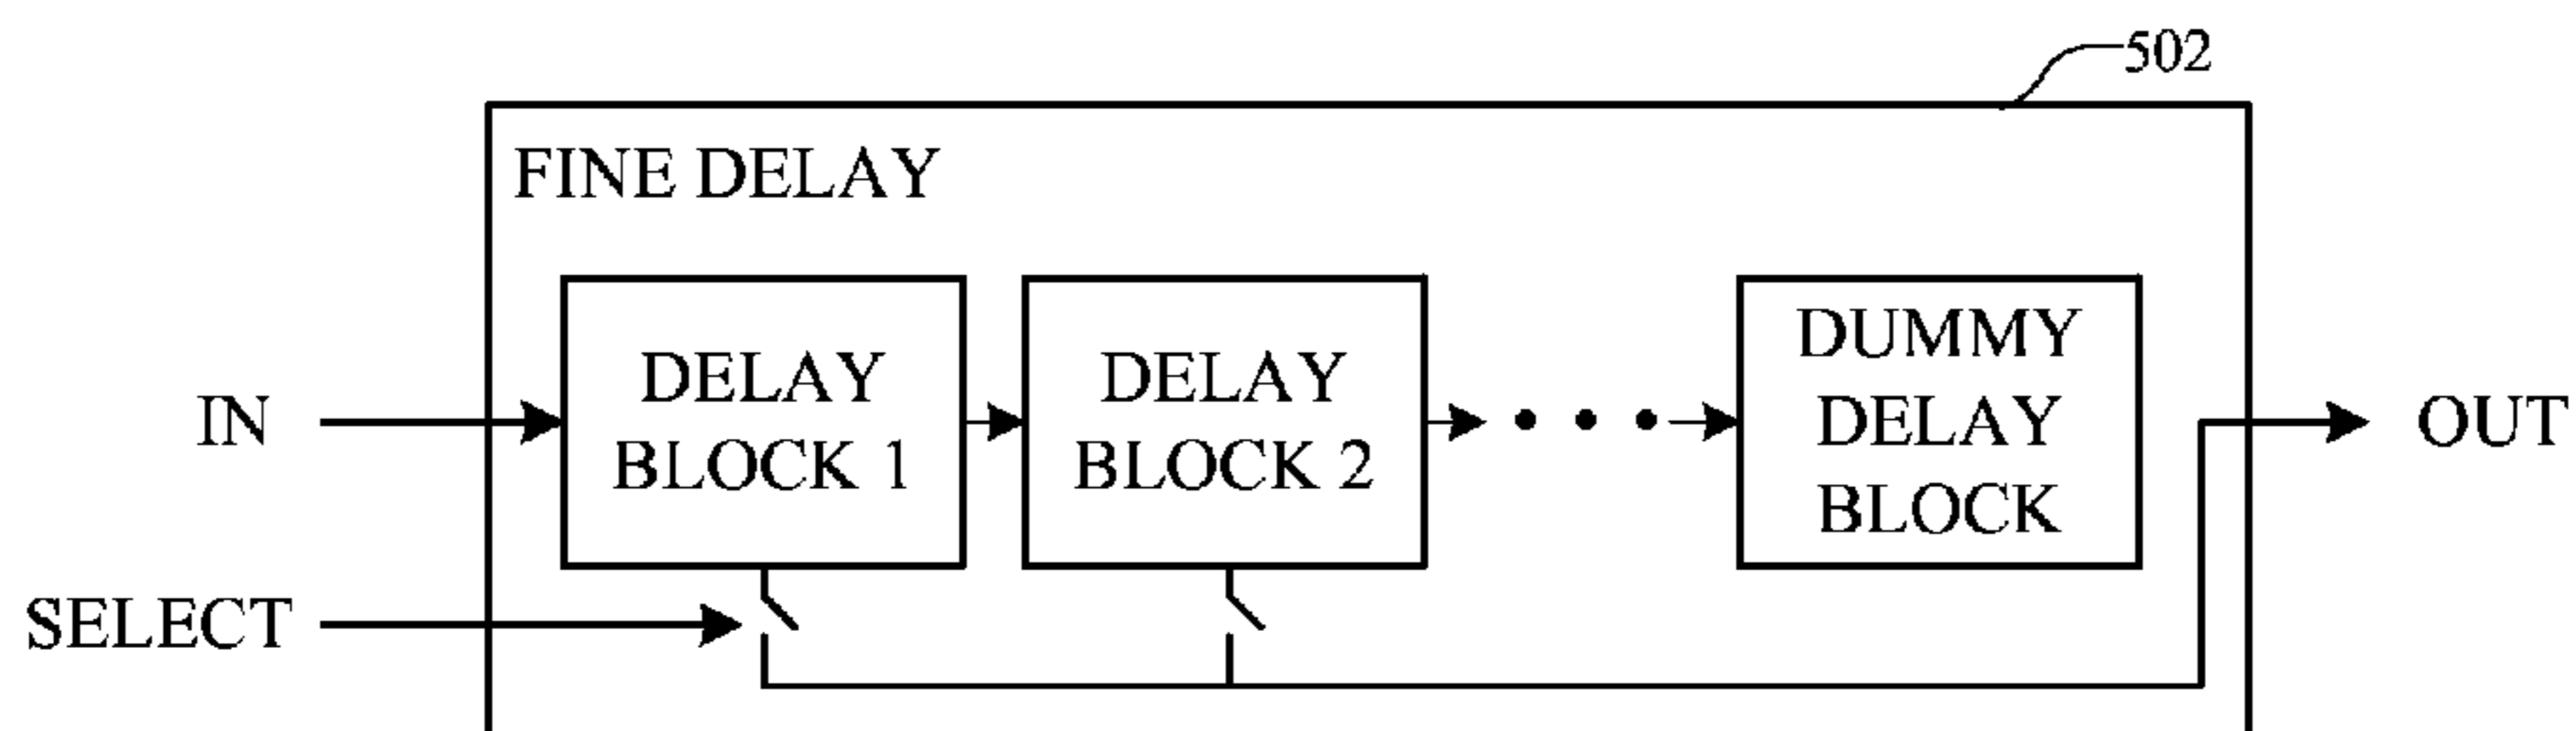 502
FINE DELAY
IN
DELAY
BLOCK 1
DELAY
BLOCK 2
DUMMY
DELAY
BLOCK
OUT
SELECT